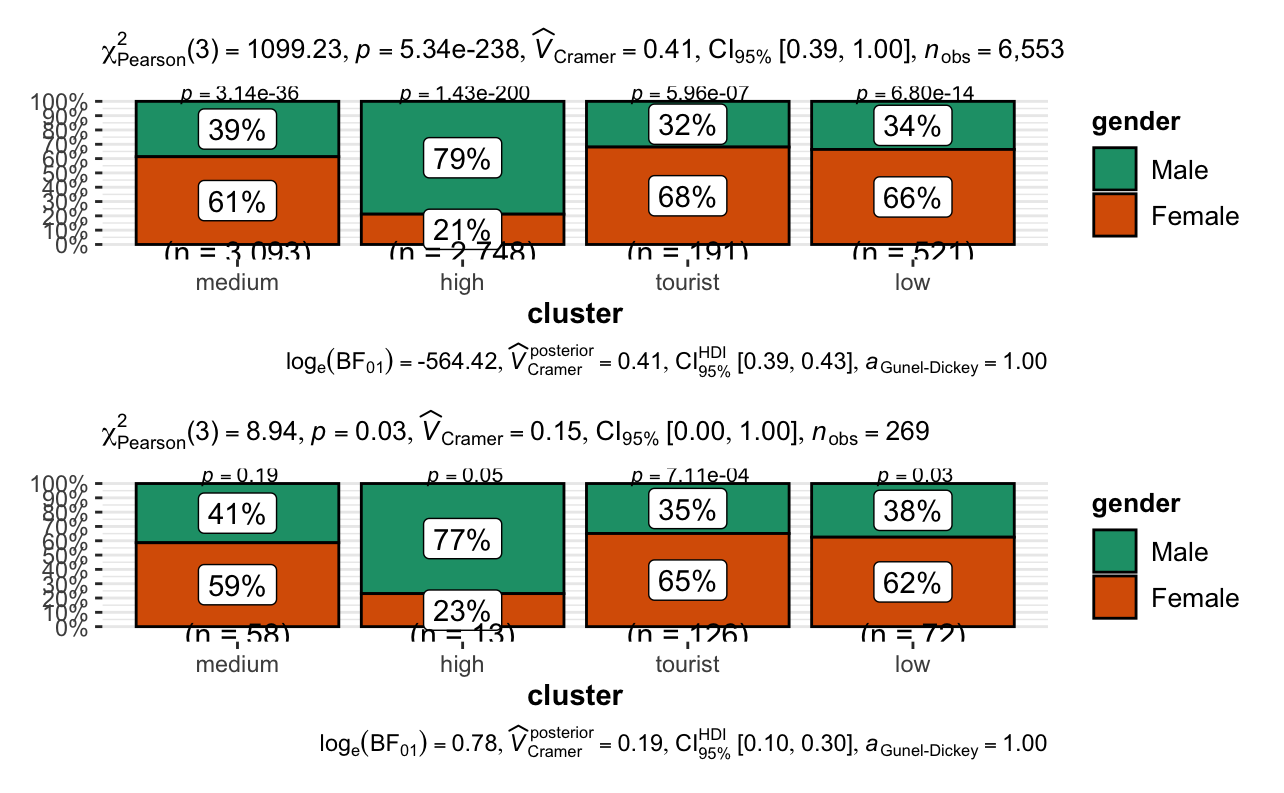 χ²Pearson(3) = 1099.23, p = 5.34e-238, V̂Cramer = 0.41, CI95% [0.39, 1.00], nobs = 6,553
p = 3.14e-36 p = 1.43e-200 p = 5.96e-07 p = 6.80e-14
100%
90%
80%
70%
60%
50%
40%
30%
20%
10%
0%
39% 79% 32% 34%
61% 21% 68% 66%
(n = 3,093) (n = 2,748) (n = 191) (n = 521)
medium high tourist low
cluster
gender
Male
Female
loge(BF01) = -564.42, V̂Cramer posterior = 0.41, CI95% HDI [0.39, 0.43], aGunel-Dickey = 1.00
χ²Pearson(3) = 8.94, p = 0.03, V̂Cramer = 0.15, CI95% [0.00, 1.00], nobs = 269
p = 0.19 p = 0.05 p = 7.11e-04 p = 0.03
100%
90%
80%
70%
60%
50%
40%
30%
20%
10%
0%
41% 77% 35% 38%
59% 23% 65% 62%
(n = 58) (n = 13) (n = 126) (n = 72)
medium high tourist low
cluster
gender
Male
Female
loge(BF01) = 0.78, V̂Cramer posterior = 0.19, CI95% HDI [0.10, 0.30], aGunel-Dickey = 1.00